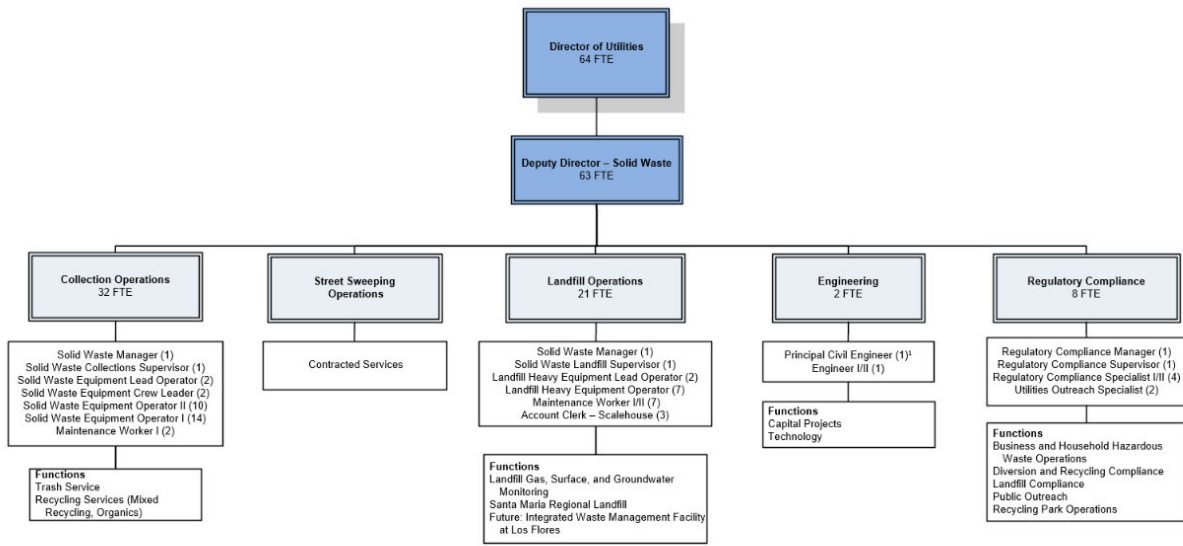 Director of Utilities
64 FTE
Deputy Director – Solid Waste
63 FTE
Collection Operations
32 FTE
Solid Waste Manager (1)
Solid Waste Collections Supervisor (1)
Solid Waste Equipment Lead Operator (2)
Solid Waste Equipment Crew Leader (2)
Solid Waste Equipment Operator II (10)
Solid Waste Equipment Operator I (14)
Maintenance Worker I (2)
Functions
Trash Service
Recycling Services (Mixed
Recycling, Organics)
Street Sweeping
Operations
Contracted Services
Landfill Operations
21 FTE
Solid Waste Manager (1)
Solid Waste Landfill Supervisor (1)
Landfill Heavy Equipment Lead Operator (2)
Landfill Heavy Equipment Operator (7)
Maintenance Worker I/II (7)
Account Clerk – Scalehouse (3)
Functions
Landfill Gas, Surface, and Groundwater
Monitoring
Santa Maria Regional Landfill
Future: Integrated Waste Management Facility
at Los Flores
Engineering
2 FTE
Principal Civil Engineer (1)¹
Engineer I/II (1)
Functions
Capital Projects
Technology
Regulatory Compliance
8 FTE
Regulatory Compliance Manager (1)
Regulatory Compliance Supervisor (1)
Regulatory Compliance Specialist I/II (4)
Utilities Outreach Specialist (2)
Functions
Business and Household Hazardous
Waste Operations
Diversion and Recycling Compliance
Landfill Compliance
Public Outreach
Recycling Park Operations